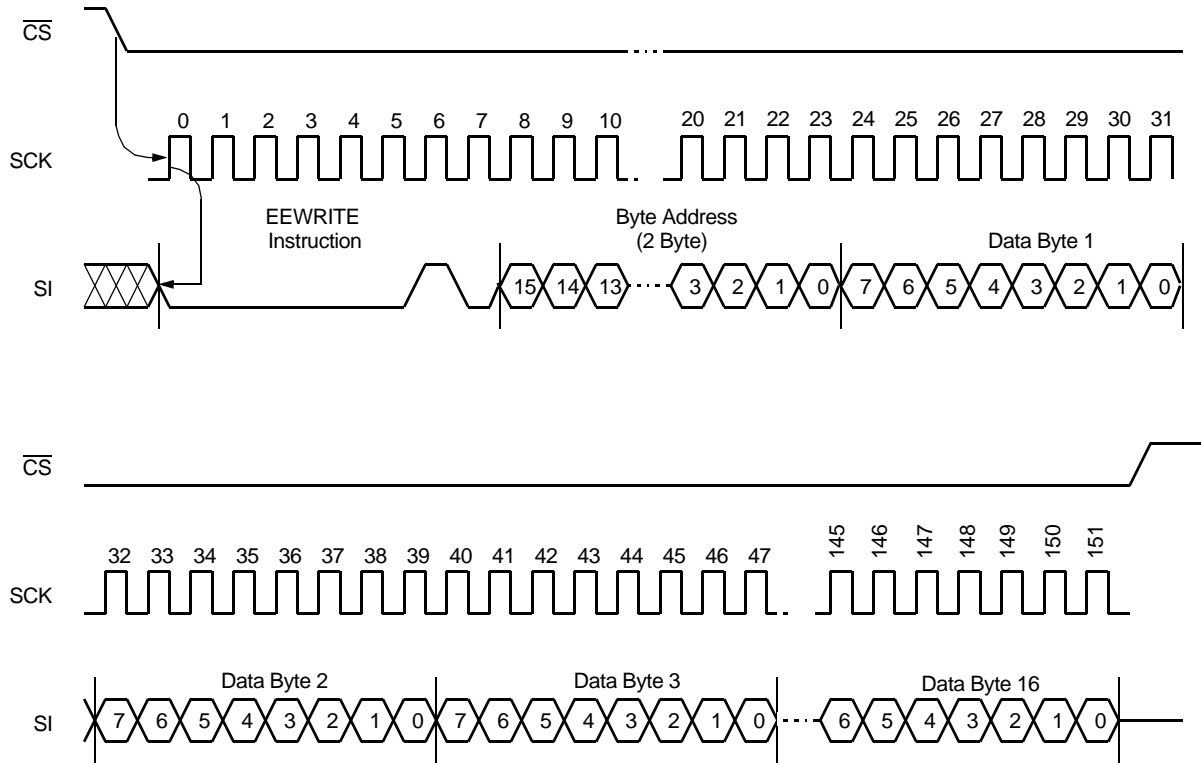 CS
0 1 2 3 4 5 6 7 8 9 10 20 21 22 23 24 25 26 27 28 29 30 31
SCK
EEWRITE
Instruction
Byte Address
(2 Byte)
Data Byte 1
SI
15 14 13 3 2 1 0 7 6 5 4 3 2 1 0
CS
32 33 34 35 36 37 38 39 40 41 42 43 44 45 46 47 145 146 147 148 149 150 151
SCK
Data Byte 2
Data Byte 3
Data Byte 16
SI
7 6 5 4 3 2 1 0 7 6 5 4 3 2 1 0 6 5 4 3 2 1 0